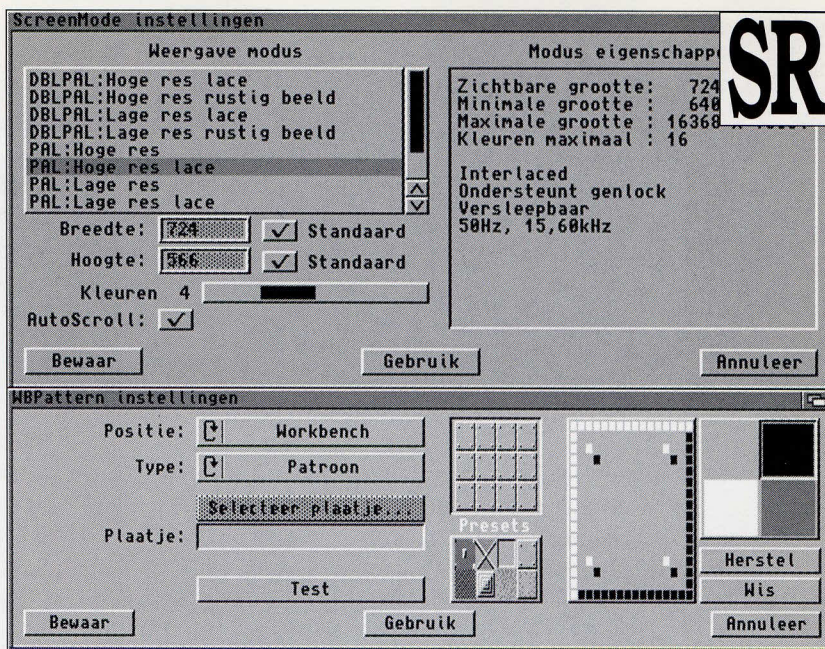 ScreenMode instellingen
SR
Weergave modus
DBLPAL:Hoge res lace
DBLPAL:Hoge res rustig beeld
DBLPAL:Lage res lace
DBLPAL:Lage res rustig beeld
PAL:Hoge res
PAL:Hoge res lace
PAL:Lage res
PAL:Lage res lace
Breedte: 724 Standaard
Hoogte: 566 Standaard
Kleuren 4
AutoScroll:
Modus eigenschapp
Zichtbare grootte: 724
Minimale grootte : 640
Maximale grootte : 16368
Kleuren maximaal : 16
Interlaced
Ondersteunt genlock
Versleepbaar
50Hz, 15,60kHz
Bewaar Gebruik Annuleer
WBPattern instellingen
Positie: Workbench
Type: Patroon
Selecteer plaatje...
Plaatje:
Test
Presets
Herstel
Wis
Bewaar Gebruik Annuleer